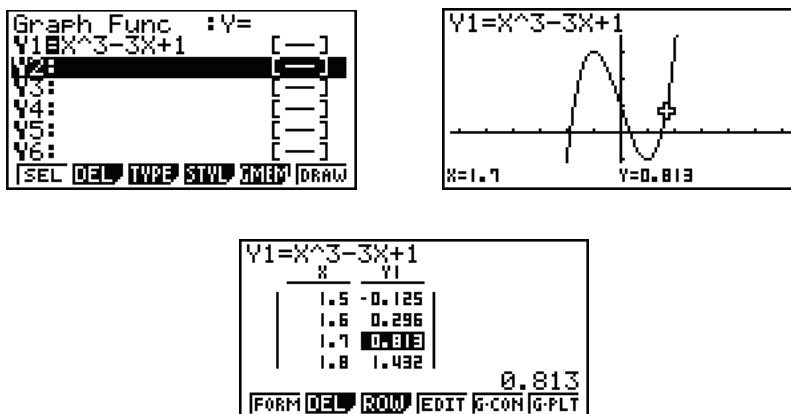 Graph Func :Y=
Y1=X^3-3X+1 [—]
Y2: [—]
Y3: [—]
Y4: [—]
Y5: [—]
Y6: [—]
SEL DEL TYPE STYL GMEM DRAW
Y1=X^3-3X+1
X=1.7 Y=0.813
Y1=X^3-3X+1
X Y1
1.5 -0.125
1.6 0.296
1.7 0.813
1.8 1.432
0.813
FORM DEL ROW EDIT G·CON G·PLT